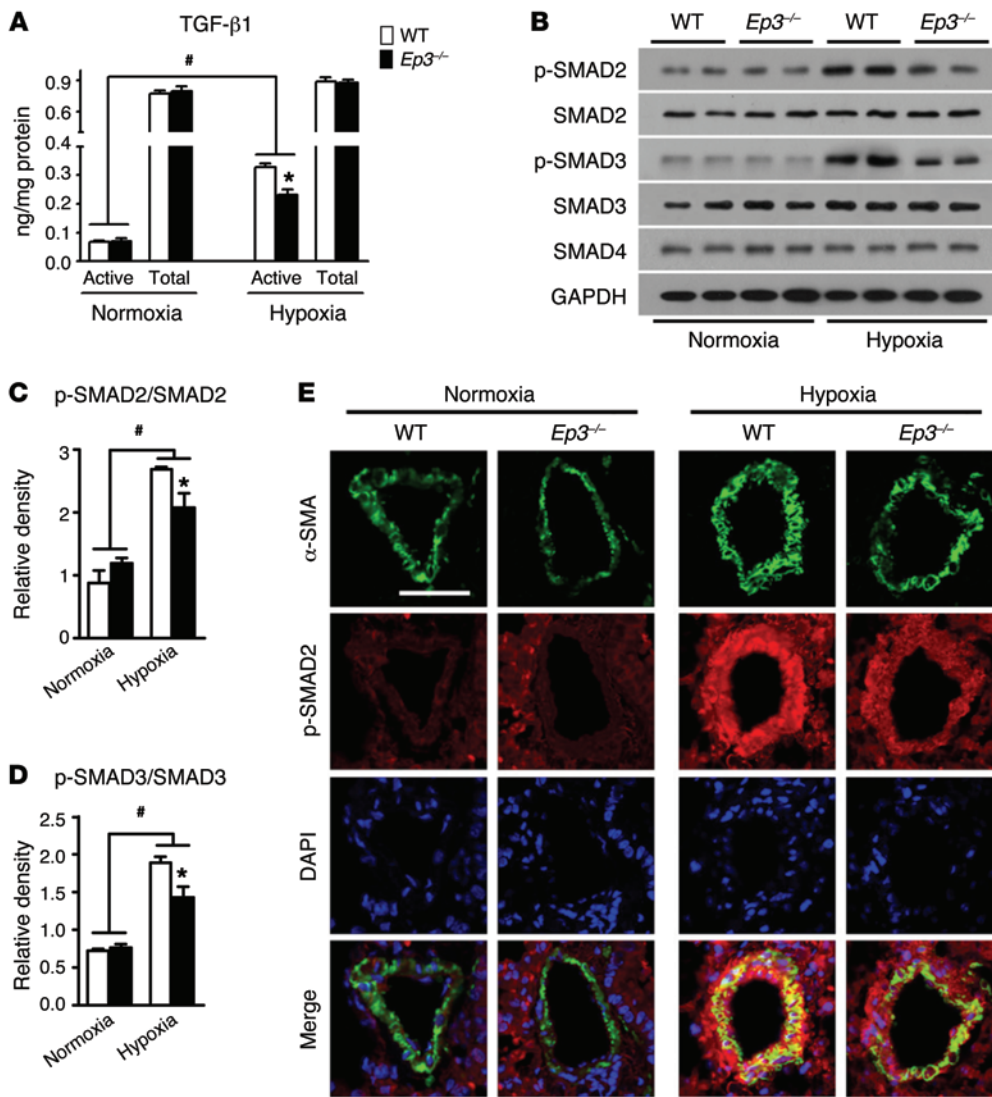 A
TGF-β1
WT
Ep3–/–
#
ng/mg protein
0.9
0.6
0.4
0.3
0.2
0.1
0.0
*
Active Total Active Total
Normoxia Hypoxia
B
WT Ep3–/– WT Ep3–/–
p-SMAD2
SMAD2
p-SMAD3
SMAD3
SMAD4
GAPDH
Normoxia Hypoxia
C
p-SMAD2/SMAD2
#
Relative density
3
2
1
0
*
Normoxia Hypoxia
D
p-SMAD3/SMAD3
#
Relative density
2.5
2.0
1.5
1.0
0.5
0.0
*
Normoxia Hypoxia
E
Normoxia Hypoxia
WT Ep3–/– WT Ep3–/–
α-SMA
p-SMAD2
DAPI
Merge